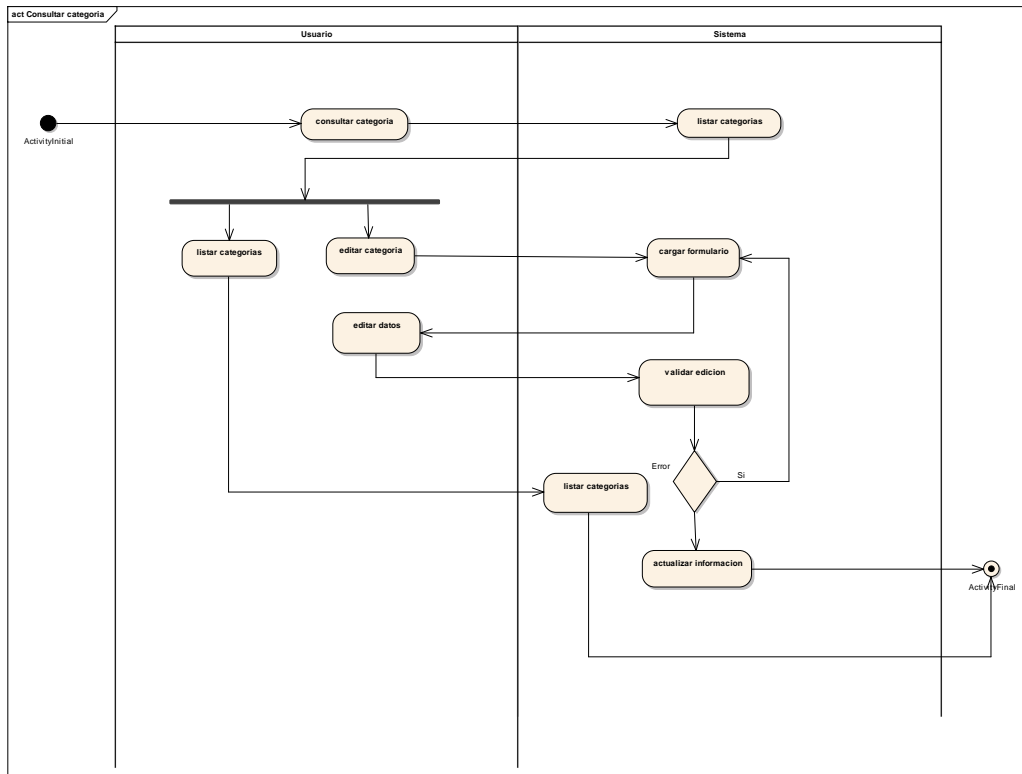 act Consultar categoria
Usuario
Sistema
ActivityInitial
consultar categoria
listar categorias
listar categorias
editar categoria
cargar formulario
editar datos
validar edicion
Error
Si
listar categorias
actualizar informacion
ActivityFinal